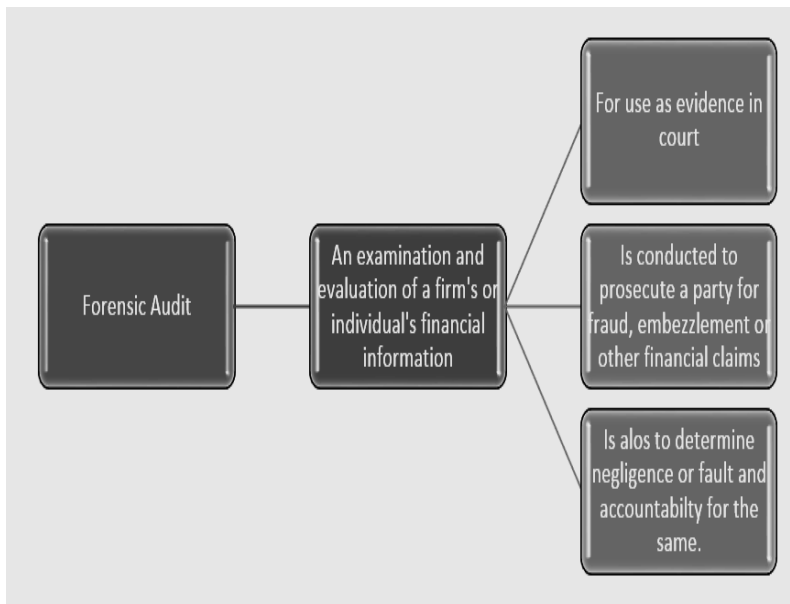 Forensic Audit
An examination and
evaluation of a firm's or
individual's financial
information
For use as evidence in
court
Is conducted to
prosecute a party for
fraud, embezzlement or
other financial claims
Is alos to determine
negligence or fault and
accountabilty for the
same.